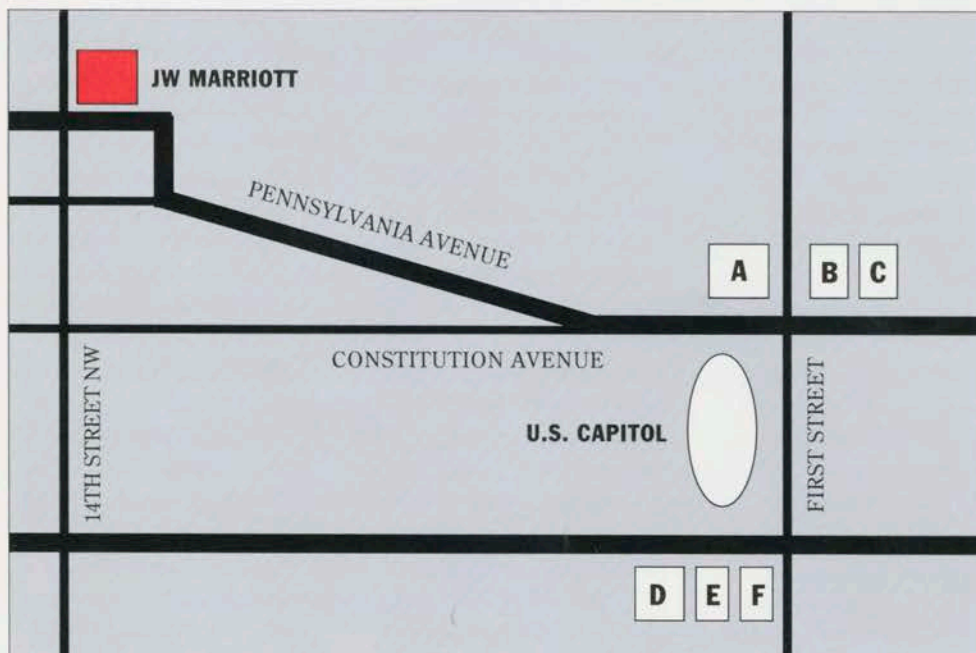 JW MARRIOTT
PENNSYLVANIA AVENUE
A
B
C
CONSTITUTION AVENUE
14TH STREET NW
U.S. CAPITOL
FIRST STREET
D
E
F